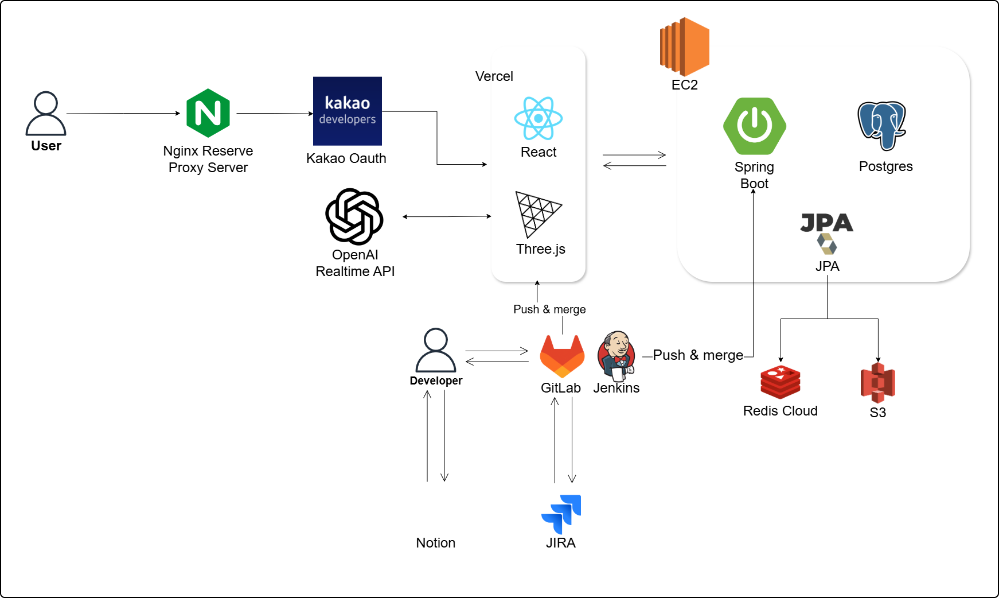 EC2
Vercel
kakao
developers
User
Nginx Reserve
Proxy Server
Kakao Oauth
React
Spring
Boot
Postgres
OpenAI
Realtime API
Three.js
JPA
JPA
Push & merge
Developer
GitLab
Jenkins
Push & merge
Redis Cloud
S3
Notion
JIRA